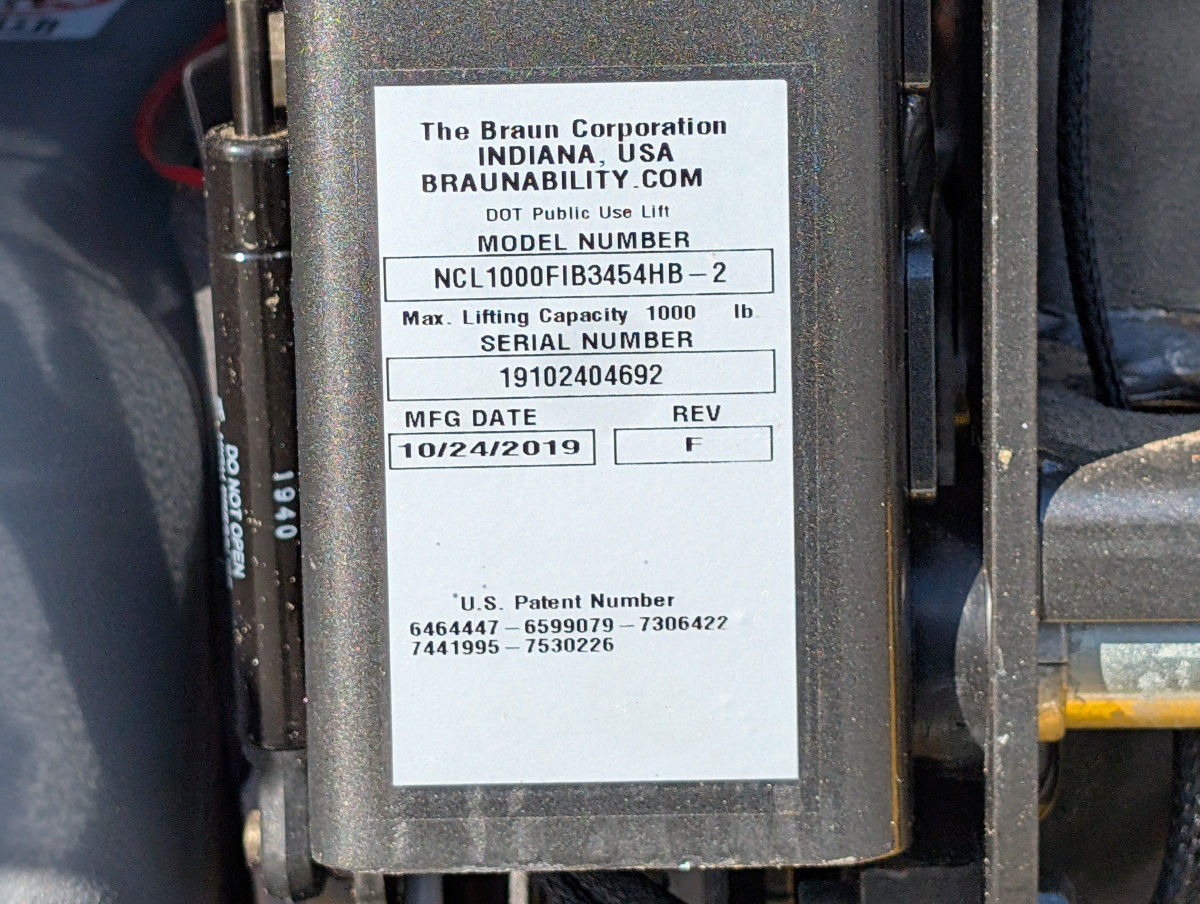 The Braun Corporation
INDIANA, USA
BRAUNABILITY.COM
DOT Public Use Lift
MODEL NUMBER
NCL1000FIB3454HB-2
Max. Lifting Capacity 1000 lb
SERIAL NUMBER
19102404692
MFG DATE REV
10/24/2019 F
U.S. Patent Number
6464447-6599079-7306422
7441995-7530226
DO NOT OPEN
1940